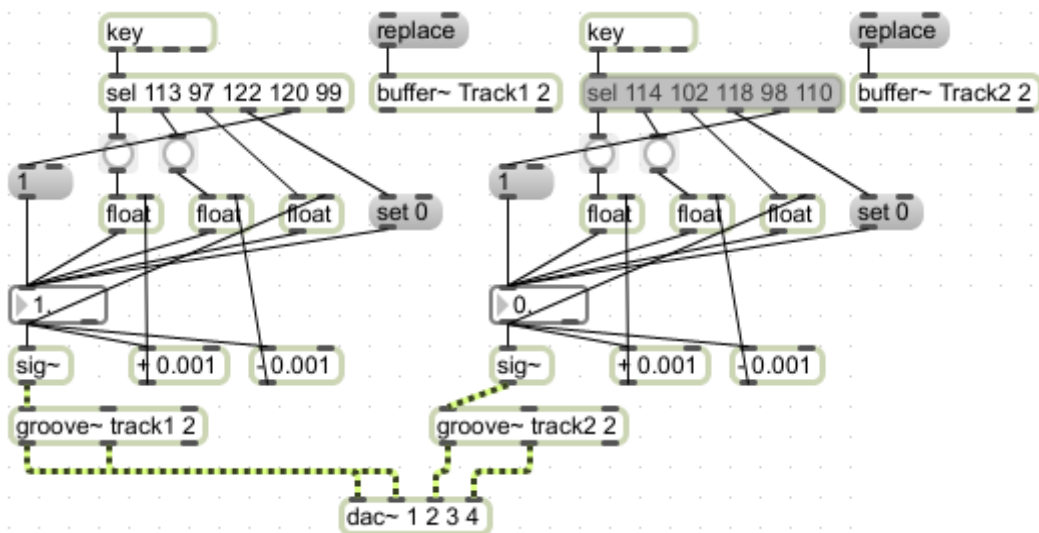 key
replace
key
replace
sel 113 97 122 120 99
buffer~ Track1 2
sel 114 102 118 98 110
buffer~ Track2 2
1
float
float
float
set 0
1
float
float
float
set 0
1.
0.
sig~
+ 0.001
- 0.001
sig~
+ 0.001
- 0.001
groove~ track1 2
groove~ track2 2
dac~ 1 2 3 4